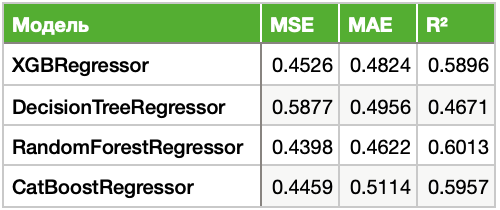 Модель MSE MAE R²
XGBRegressor 0.4526 0.4824 0.5896
DecisionTreeRegressor 0.5877 0.4956 0.4671
RandomForestRegressor 0.4398 0.4622 0.6013
CatBoostRegressor 0.4459 0.5114 0.5957